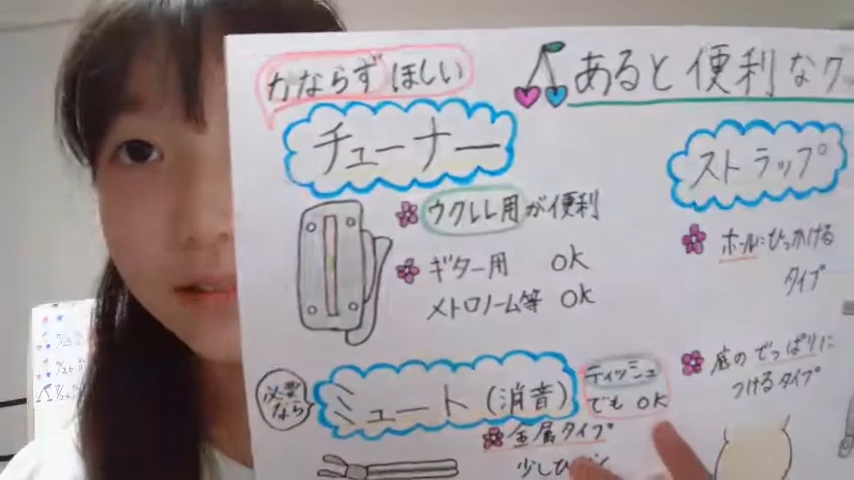 かならずほしい
あると便利な
チューナー
ウクレレ用が便利
ギター用 OK
メトロノーム等 OK
ストラップ
ホールにひっかける
タイプ
底のでっぱりに
つけるタイプ
必要なら
ミュート(消音)
ティッシュ
でも OK
金属タイプ
少し